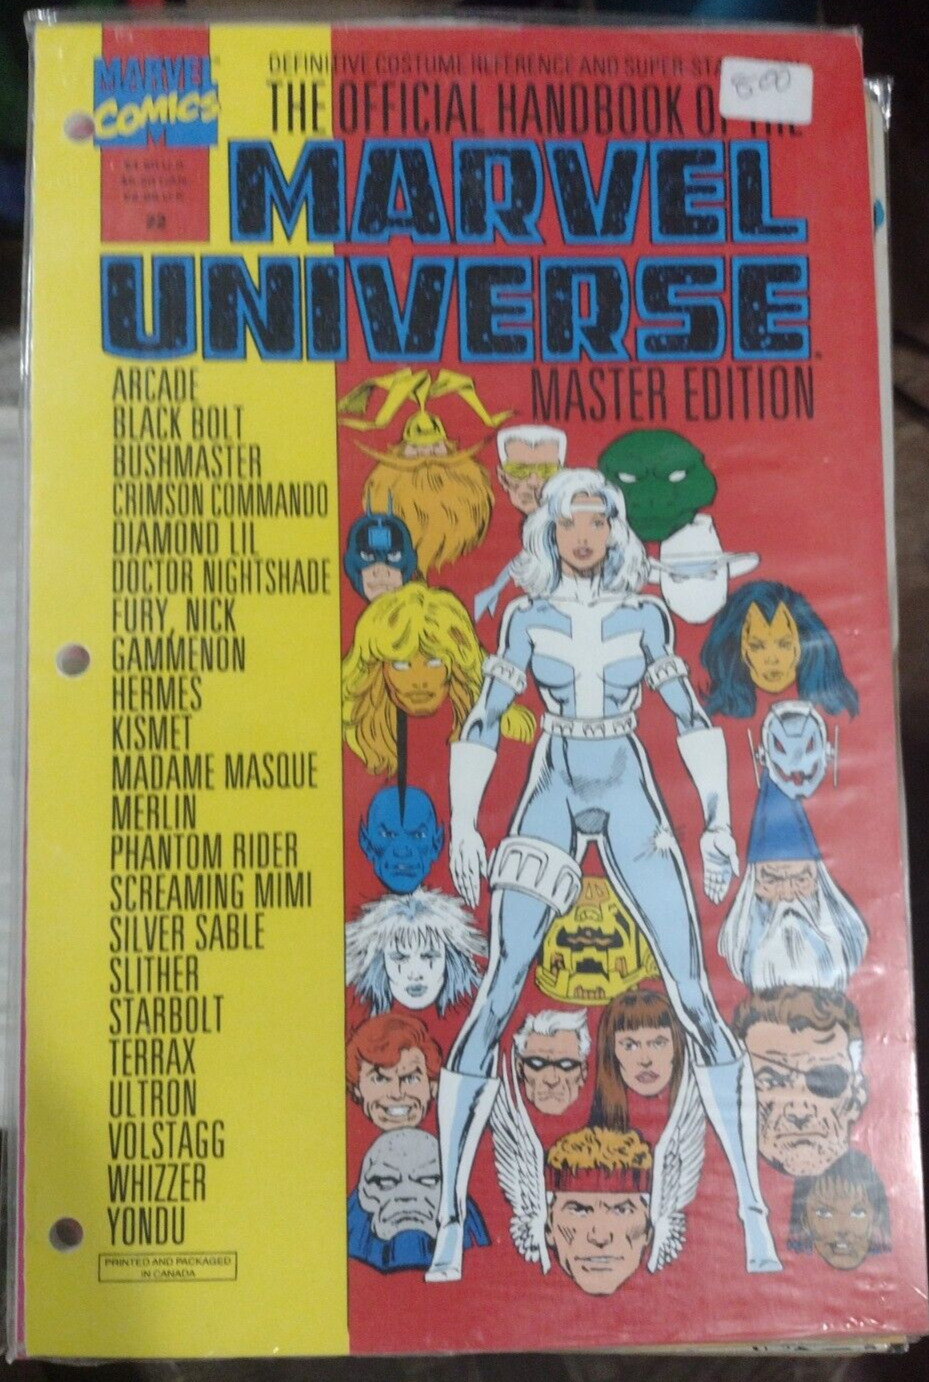 MARVEL
COMICS
M
DEFINITIVE COSTUME REFERENCE AND SUPER-STA
THE OFFICIAL HANDBOOK OF THE
8.00
MARVEL
UNIVERSE
MASTER EDITION
22
ARCADE
BLACK BOLT
BUSHMASTER
CRIMSON COMMANDO
DIAMOND LIL
DOCTOR NIGHTSHADE
FURY, NICK
GAMMENON
HERMES
KISMET
MADAME MASQUE
MERLIN
PHANTOM RIDER
SCREAMING MIMI
SILVER SABLE
SLITHER
STARBOLT
TERRAX
ULTRON
VOLSTAGG
WHIZZER
YONDU
PRINTED AND PACKAGED
IN CANADA